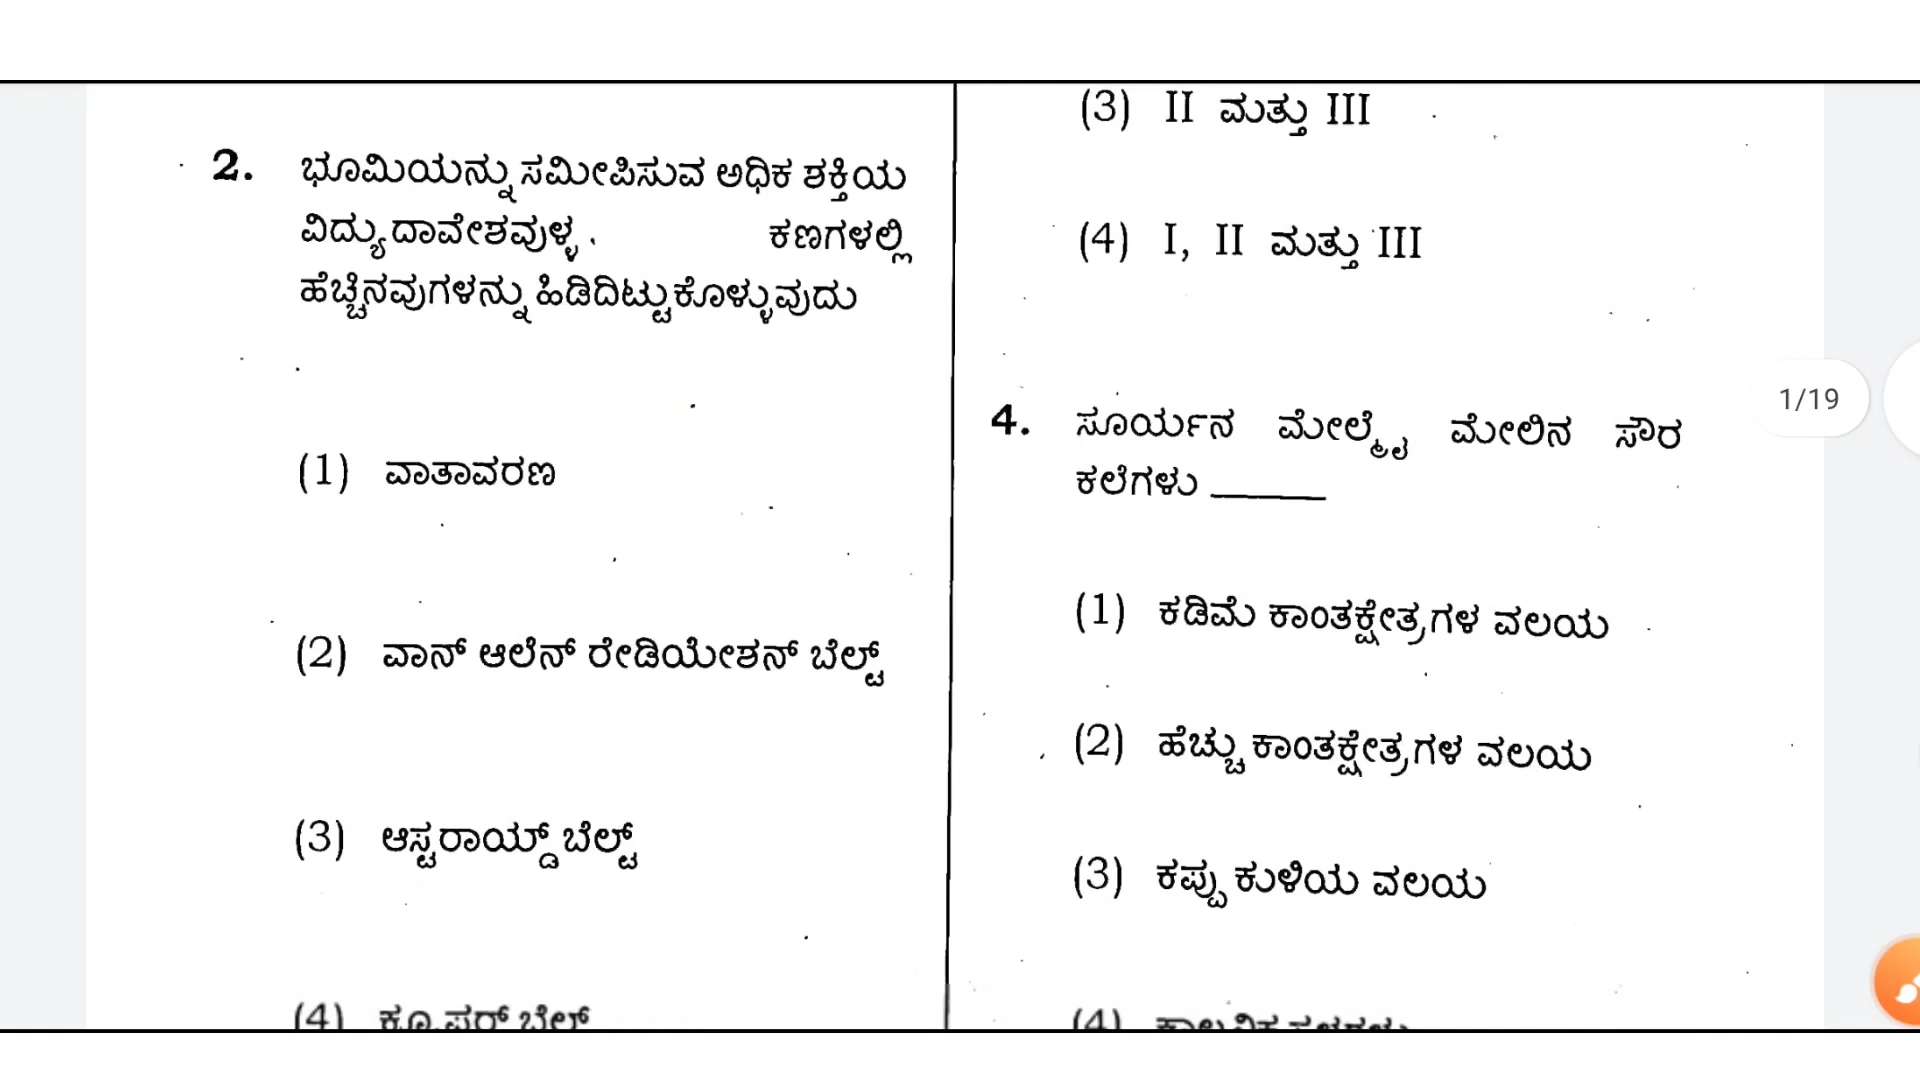 2. ಭೂಮಿಯನ್ನು ಸಮೀಪಿಸುವ ಅಧಿಕ ಶಕ್ತಿಯ
ವಿದ್ಯುದಾವೇಶವುಳ್ಳ ಕಣಗಳಲ್ಲಿ
ಹೆಚ್ಚಿನವುಗಳನ್ನು ಹಿಡಿದಿಟ್ಟುಕೊಳ್ಳುವುದು
(1) ವಾತಾವರಣ
(2) ವಾನ್ ಆಲೆನ್ ರೇಡಿಯೇಶನ್ ಬೆಲ್ಟ್
(3) ಆಸ್ಟರಾಯ್ಡ್ ಬೆಲ್ಟ್
(4)
(3) II ಮತ್ತು III
(4) I, II ಮತ್ತು III
4. ಸೂರ್ಯನ ಮೇಲ್ಮೈ ಮೇಲಿನ ಸೌರ
ಕಲೆಗಳು ______
(1) ಕಡಿಮೆ ಕಾಂತಕ್ಷೇತ್ರಗಳ ವಲಯ
(2) ಹೆಚ್ಚು ಕಾಂತಕ್ಷೇತ್ರಗಳ ವಲಯ
(3) ಕಪ್ಪು ಕುಳಿಯ ವಲಯ
(4)
1/19